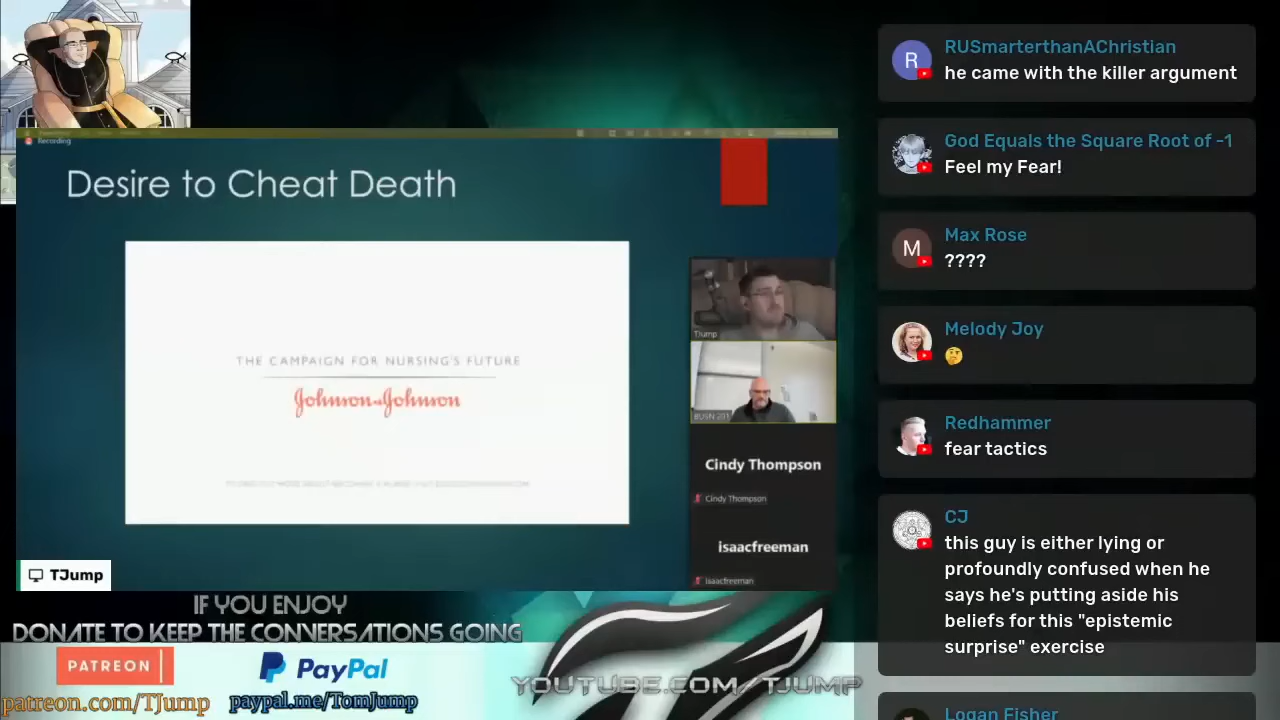 Recording
Desire to Cheat Death
THE CAMPAIGN FOR NURSING'S FUTURE
Johnson & Johnson
TJump
BUSN 201
Cindy Thompson
Cindy Thompson
isaacfreeman
isaacfreeman
TJump
IF YOU ENJOY
DONATE TO KEEP THE CONVERSATIONS GOING
PATREON
PayPal
patreon.com/TJump
paypal.me/TomJump
YOUTUBE.COM/TJUMP
R
RUSmarterthanAChristian
he came with the killer argument
God Equals the Square Root of -1
Feel my Fear!
M
Max Rose
????
Melody Joy
🤔
Redhammer
fear tactics
CJ
this guy is either lying or
profoundly confused when he
says he's putting aside his
beliefs for this "epistemic
surprise" exercise
Logan Fisher